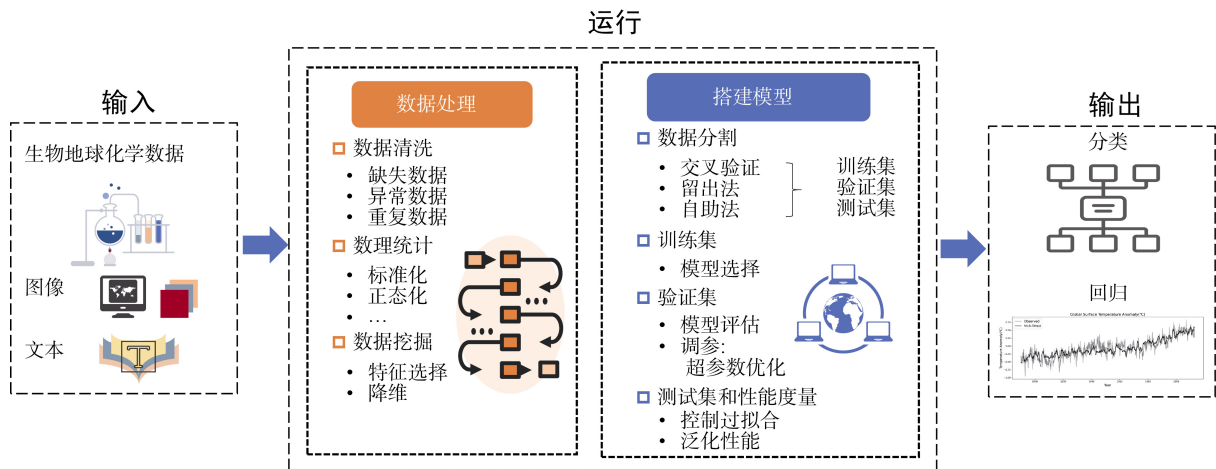 运行
输入
生物地球化学数据
图像
文本
T
数据处理
数据清洗
• 缺失数据
• 异常数据
• 重复数据
数理统计
• 标准化
• 正态化
• …
数据挖掘
• 特征选择
• 降维
搭建模型
数据分割
• 交叉验证 训练集
• 留出法 验证集
• 自助法 测试集
训练集
• 模型选择
验证集
• 模型评估
• 调参:
超参数优化
测试集和性能度量
• 控制过拟合
• 泛化性能
输出
分类
回归
Global Surface Temperature Anomaly(°C)
Observed
Year